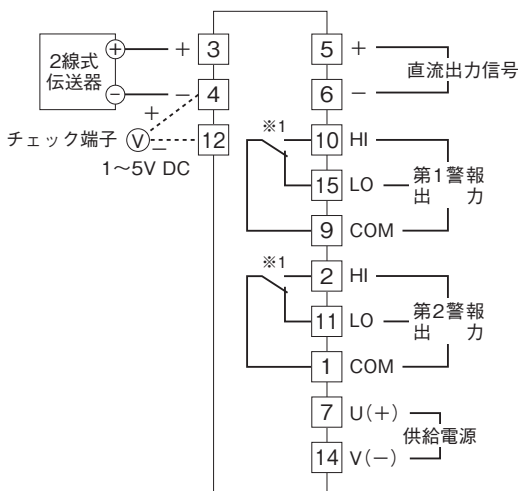 2線式
伝送器
+
−
+ 3
− 4
+
チェック端子 V − 12
1～5V DC
5 +
6 −
直流出力信号
※1
10 HI
15 LO
9 COM
第1警報
出 力
※1
2 HI
11 LO
1 COM
第2警報
出 力
7 U(+)
14 V(−)
供給電源